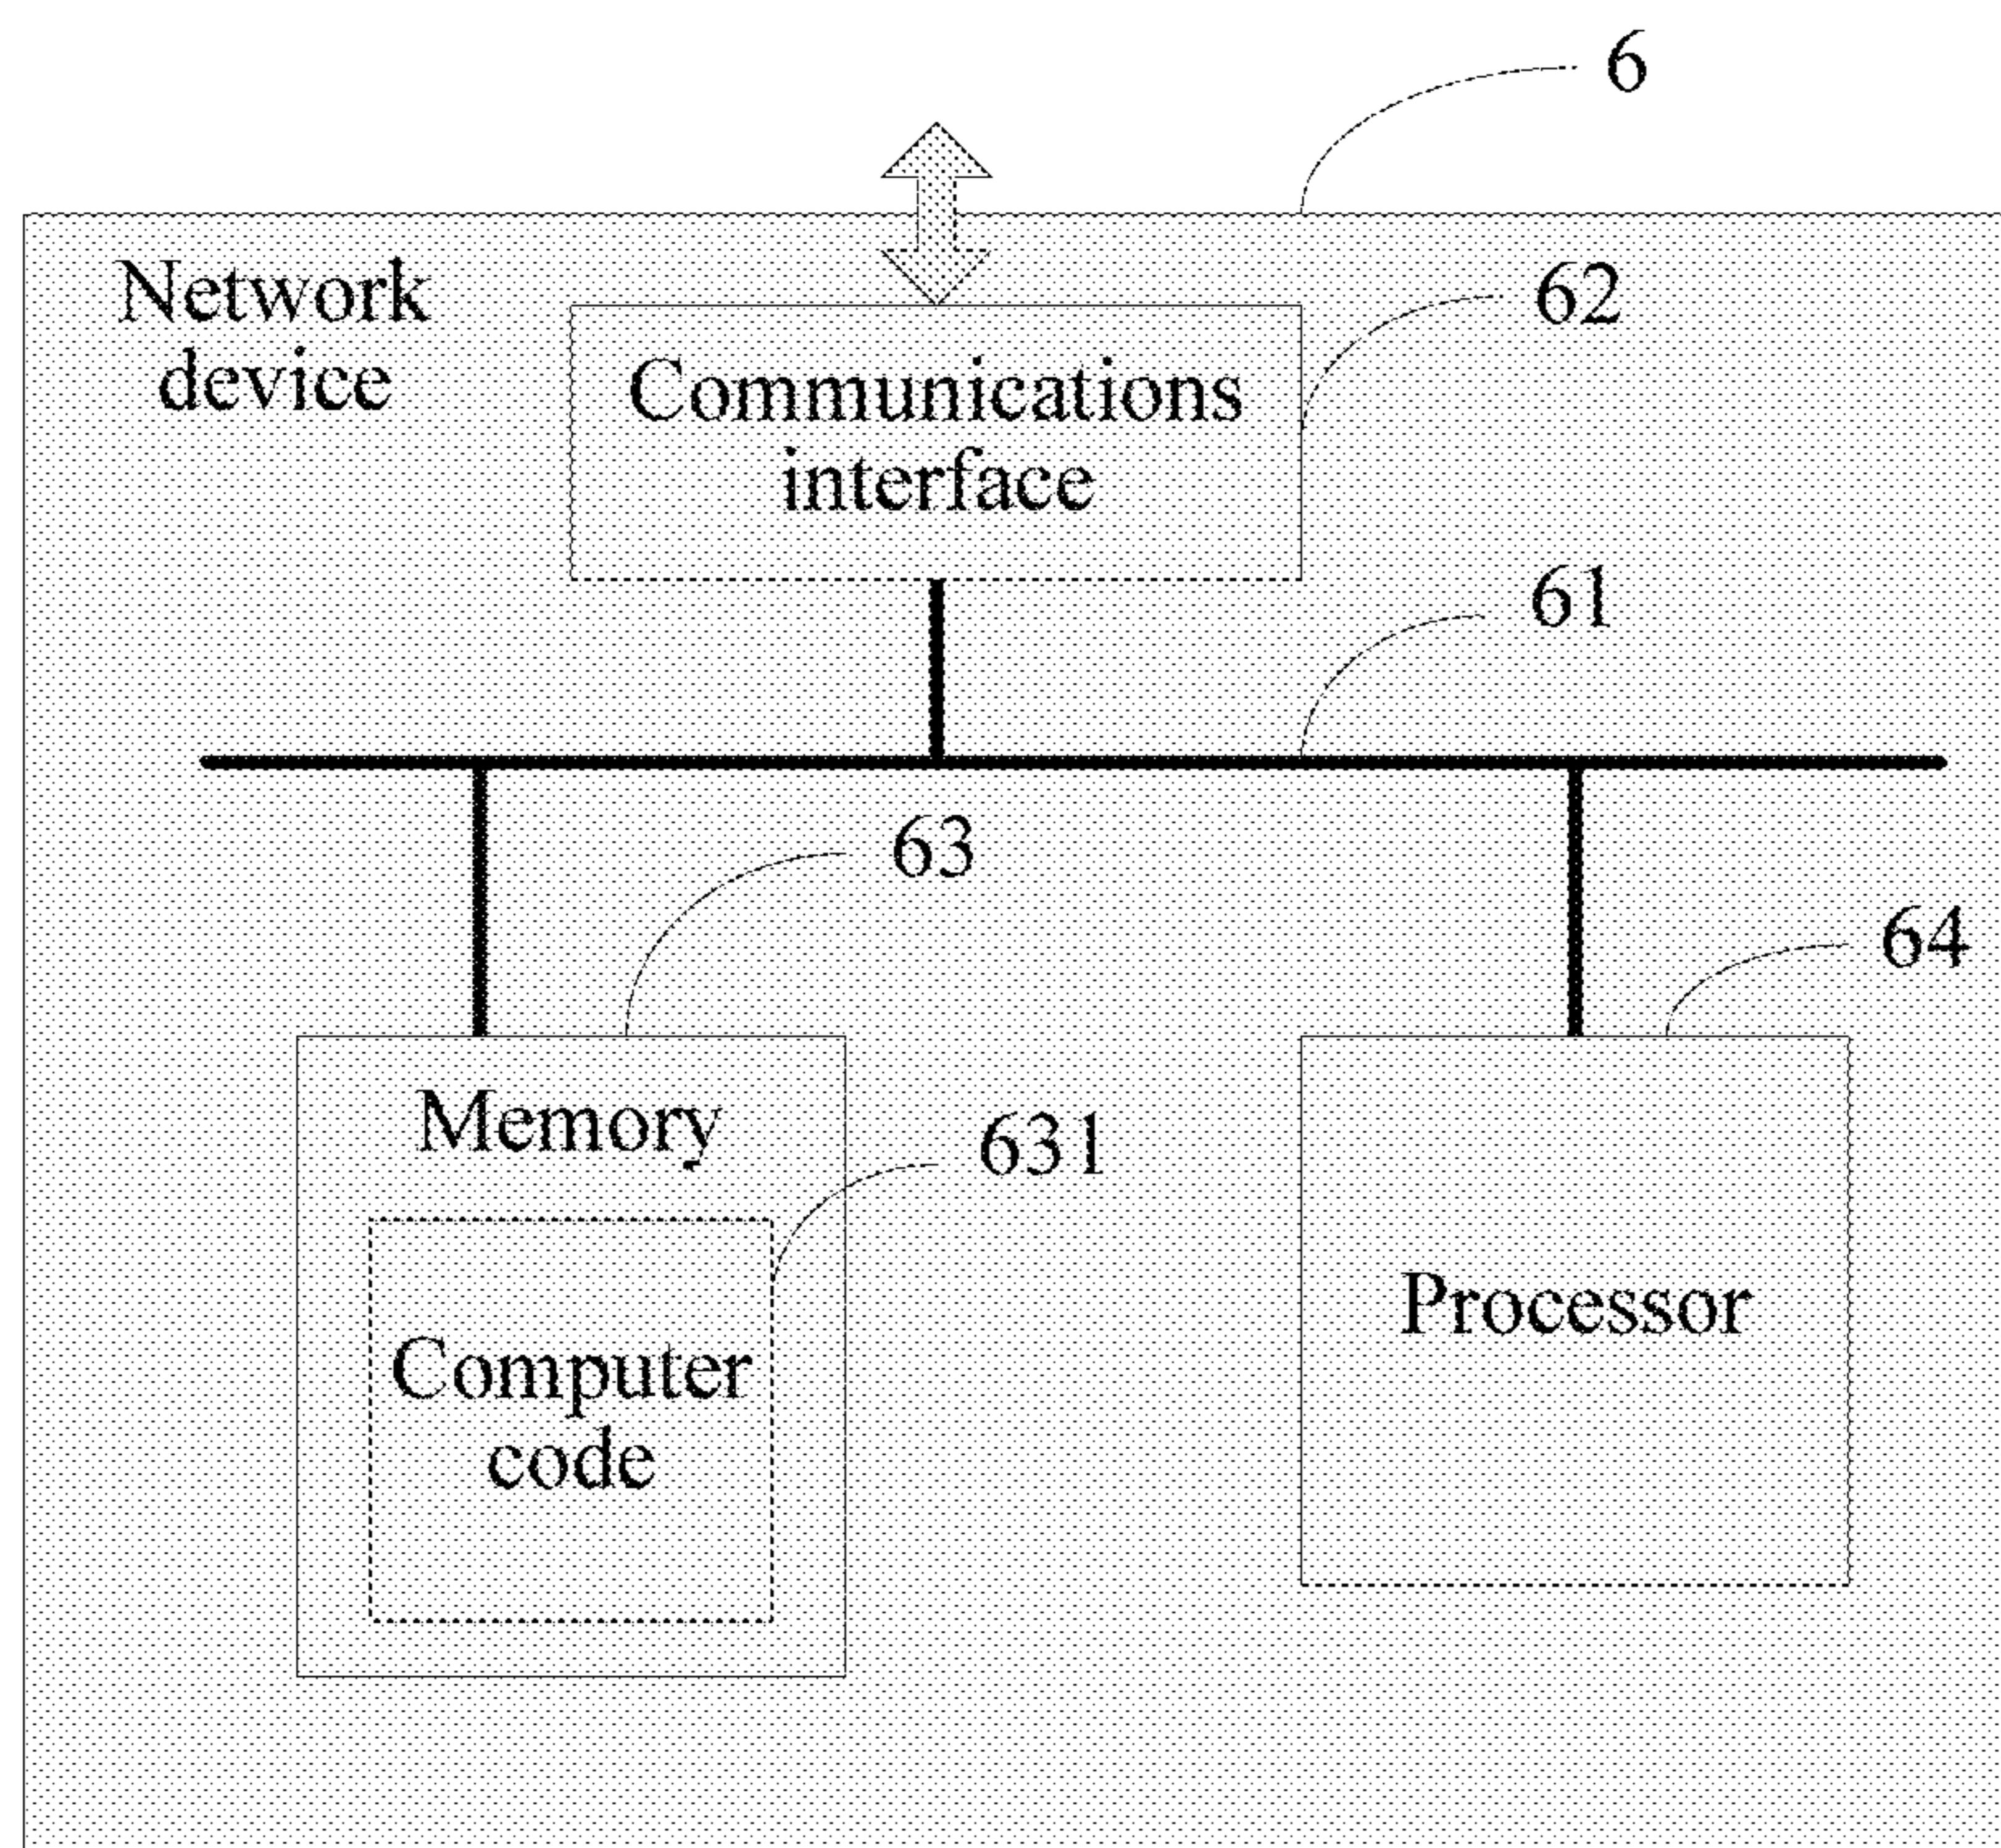 6
Network
device
62
Communications
interface
61
63
64
Memory
631
Processor
Computer
code